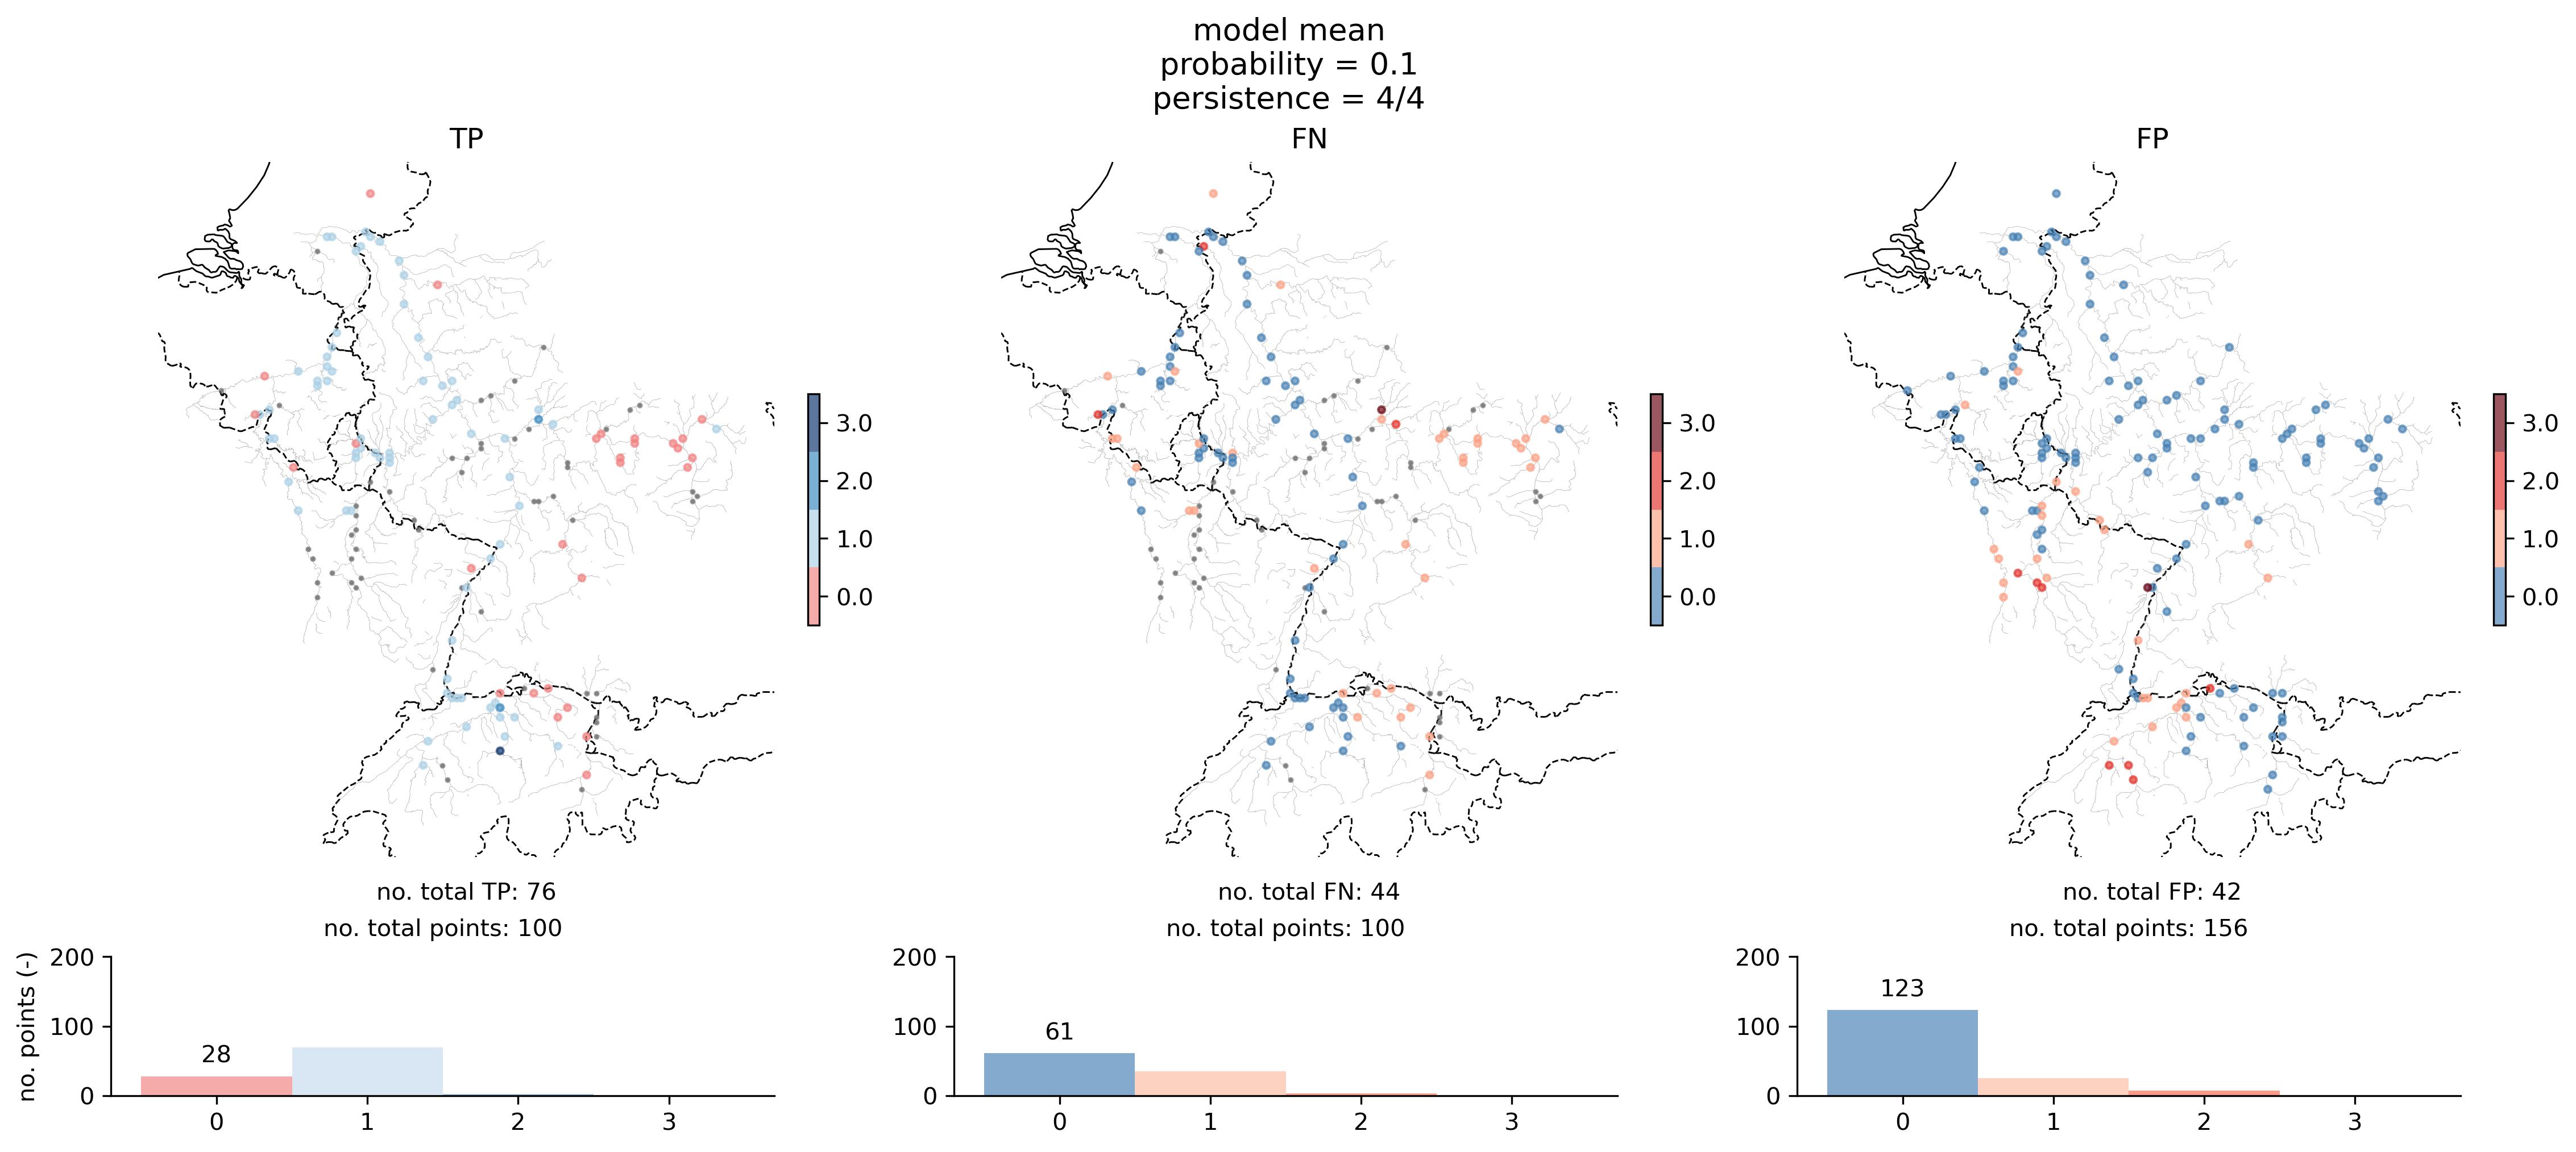 model mean
probability = 0.1
persistence = 4/4
TP
FN
FP
3.0
2.0
1.0
0.0
3.0
2.0
1.0
0.0
3.0
2.0
1.0
0.0
no. total TP: 76
no. total points: 100
no. total FN: 44
no. total points: 100
no. total FP: 42
no. total points: 156
no. points (-)
200
100
0
28
0 1 2 3
200
100
0
61
0 1 2 3
200
100
0
123
0 1 2 3